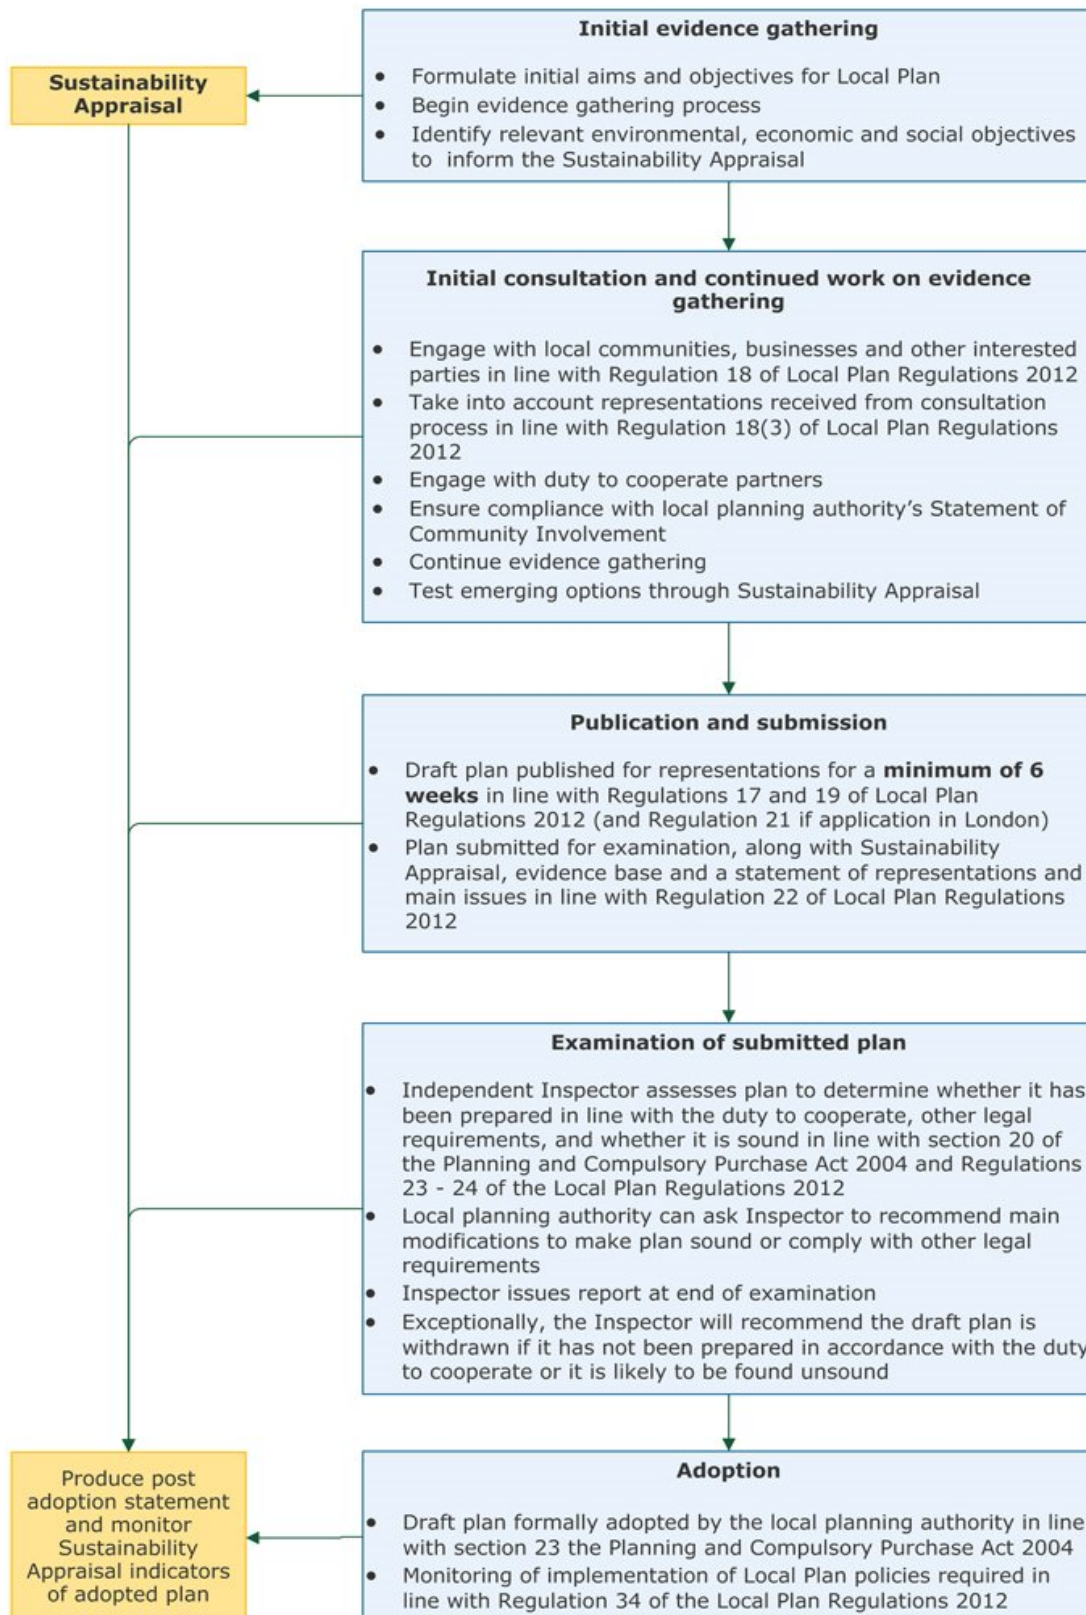 Initial evidence gathering
• Formulate initial aims and objectives for Local Plan
• Begin evidence gathering process
• Identify relevant environmental, economic and social objectives
to inform the Sustainability Appraisal
Sustainability
Appraisal
Initial consultation and continued work on evidence
gathering
• Engage with local communities, businesses and other interested
parties in line with Regulation 18 of Local Plan Regulations 2012
• Take into account representations received from consultation
process in line with Regulation 18(3) of Local Plan Regulations
2012
• Engage with duty to cooperate partners
• Ensure compliance with local planning authority’s Statement of
Community Involvement
• Continue evidence gathering
• Test emerging options through Sustainability Appraisal
Publication and submission
• Draft plan published for representations for a minimum of 6
weeks in line with Regulations 17 and 19 of Local Plan
Regulations 2012 (and Regulation 21 if application in London)
• Plan submitted for examination, along with Sustainability
Appraisal, evidence base and a statement of representations and
main issues in line with Regulation 22 of Local Plan Regulations
2012
Examination of submitted plan
• Independent Inspector assesses plan to determine whether it has
been prepared in line with the duty to cooperate, other legal
requirements, and whether it is sound in line with section 20 of
the Planning and Compulsory Purchase Act 2004 and Regulations
23 - 24 of the Local Plan Regulations 2012
• Local planning authority can ask Inspector to recommend main
modifications to make plan sound or comply with other legal
requirements
• Inspector issues report at end of examination
• Exceptionally, the Inspector will recommend the draft plan is
withdrawn if it has not been prepared in accordance with the duty
to cooperate or it is likely to be found unsound
Adoption
• Draft plan formally adopted by the local planning authority in line
with section 23 the Planning and Compulsory Purchase Act 2004
• Monitoring of implementation of Local Plan policies required in
line with Regulation 34 of the Local Plan Regulations 2012
Produce post
adoption statement
and monitor
Sustainability
Appraisal indicators
of adopted plan